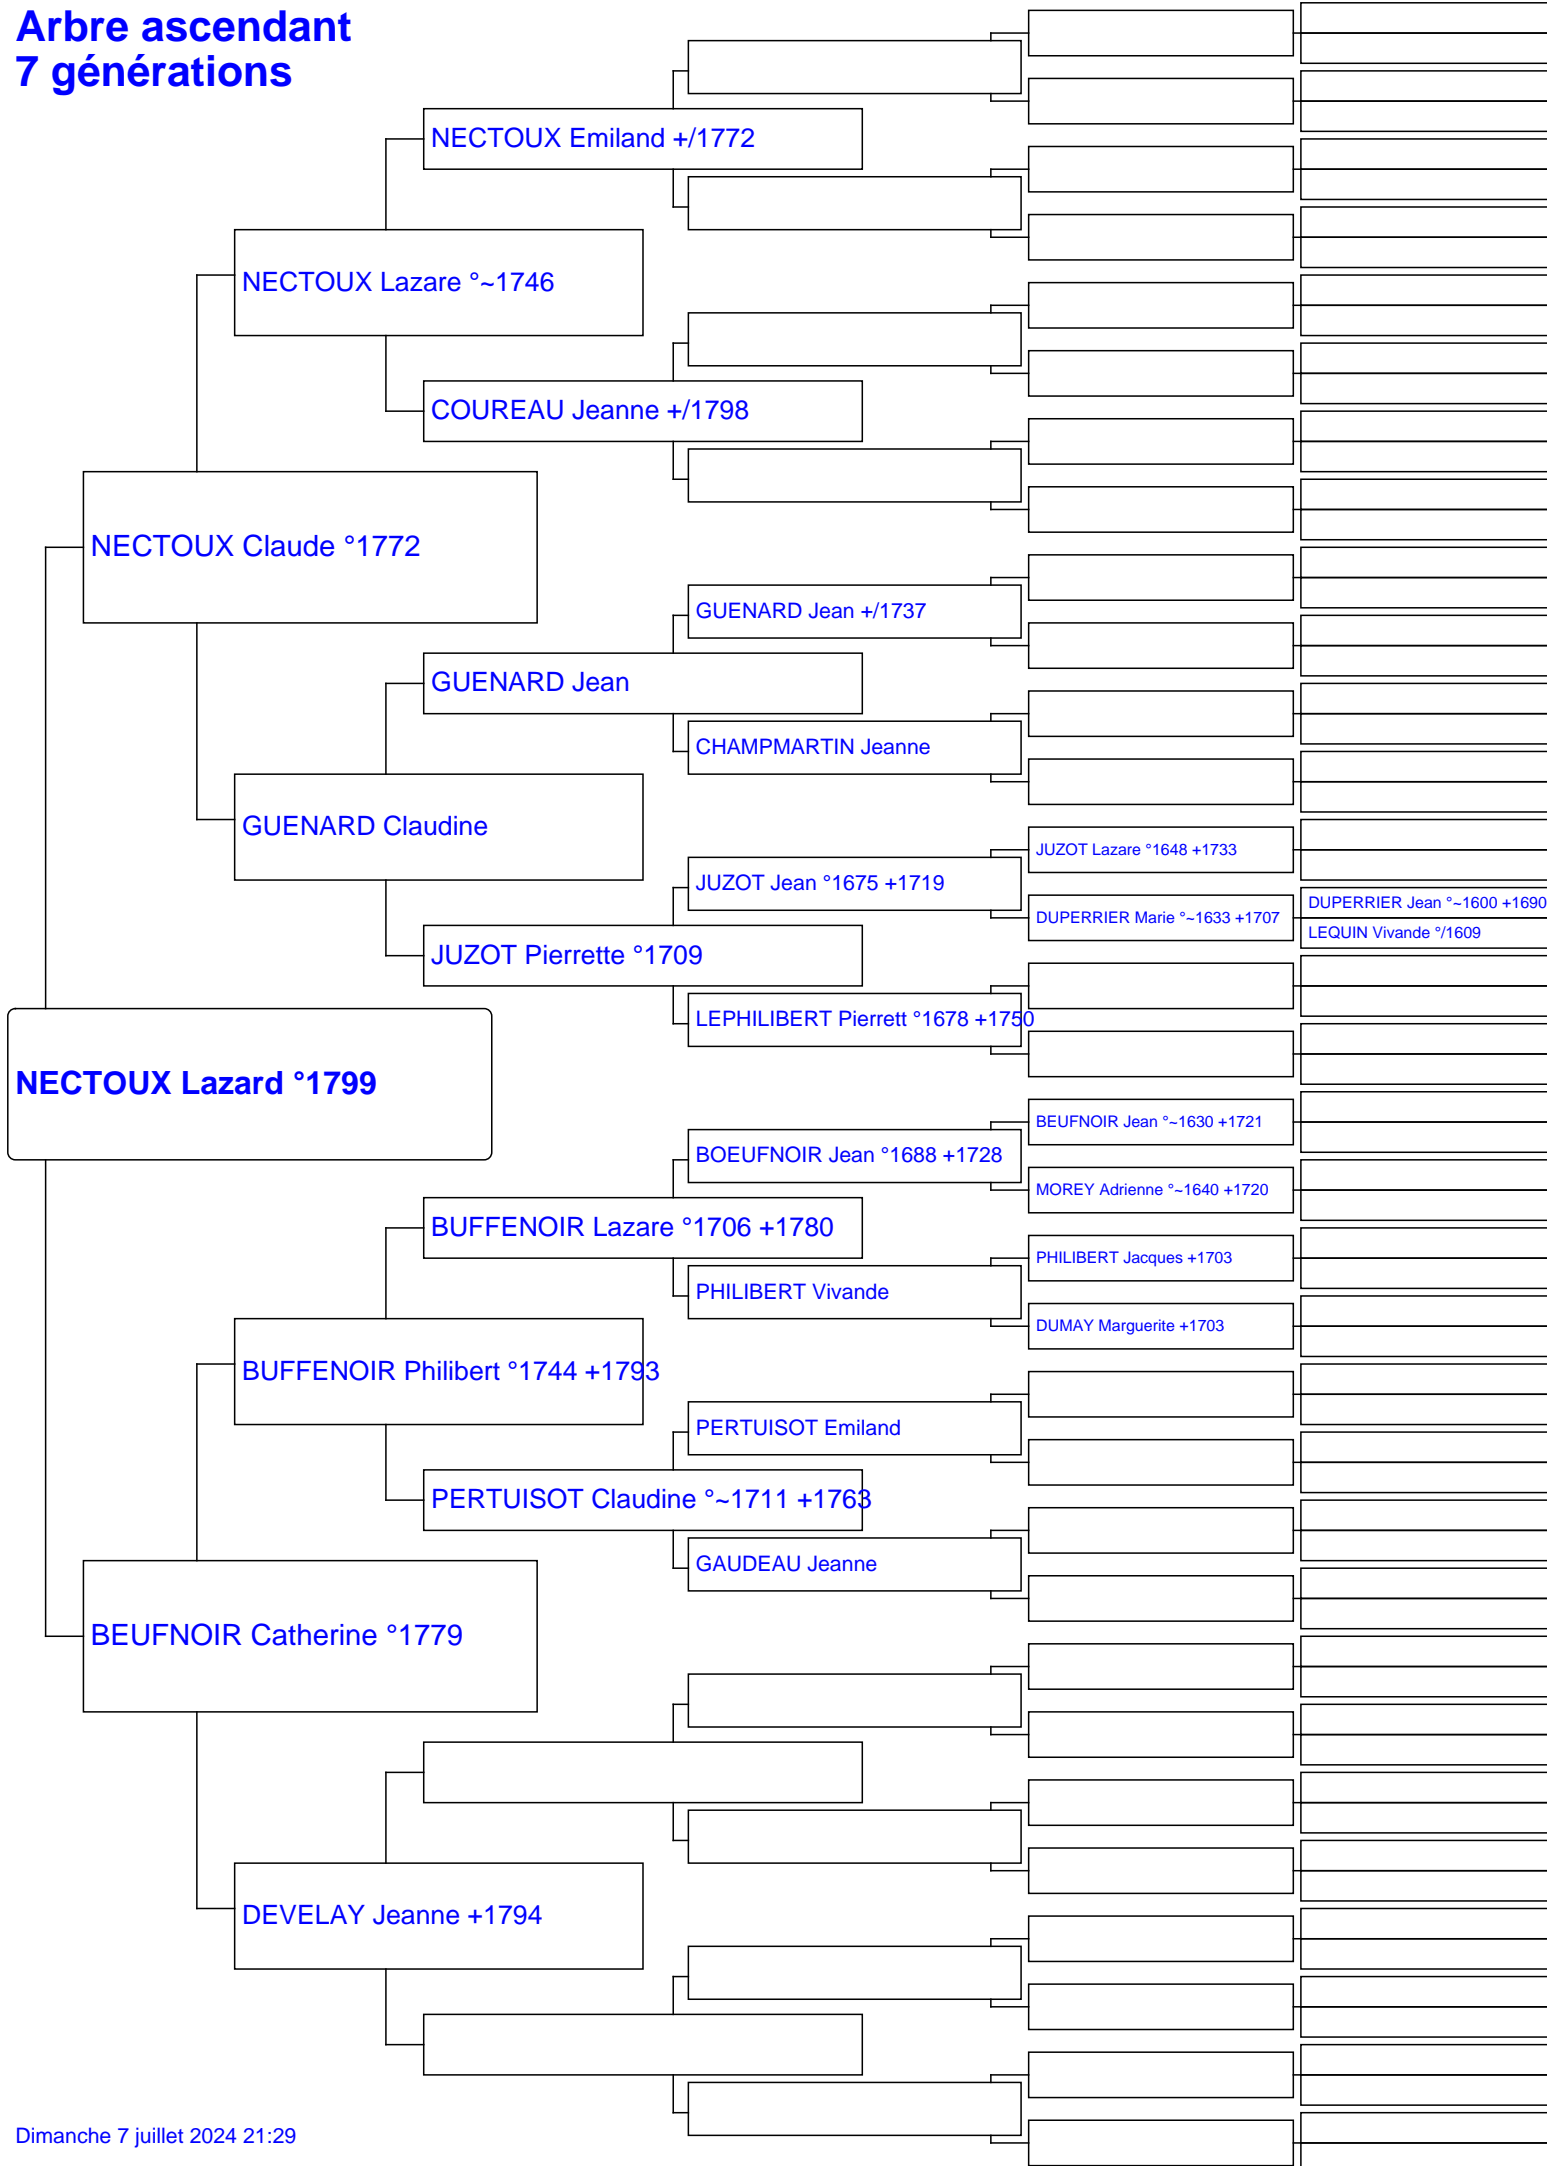 Arbre ascendant
7 générations
NECTOUX Emiland +/1772
NECTOUX Lazare °~1746
COUREAU Jeanne +/1798
NECTOUX Claude °1772
GUENARD Jean +/1737
GUENARD Jean
CHAMPMARTIN Jeanne
GUENARD Claudine
JUZOT Lazare °1648 +1733
JUZOT Jean °1675 +1719
DUPERRIER Jean °~1600 +1690
DUPERRIER Marie °~1633 +1707
LEQUIN Vivande °/1609
JUZOT Pierrette °1709
LEPHILIBERT Pierrett °1678 +1750
NECTOUX Lazard °1799
BEUFNOIR Jean °~1630 +1721
BOEUFNOIR Jean °1688 +1728
MOREY Adrienne °~1640 +1720
BUFFENOIR Lazare °1706 +1780
PHILIBERT Jacques +1703
PHILIBERT Vivande
DUMAY Marguerite +1703
BUFFENOIR Philibert °1744 +1793
PERTUISOT Emiland
PERTUISOT Claudine °~1711 +1763
GAUDEAU Jeanne
BEUFNOIR Catherine °1779
DEVELAY Jeanne +1794
Dimanche 7 juillet 2024 21:29